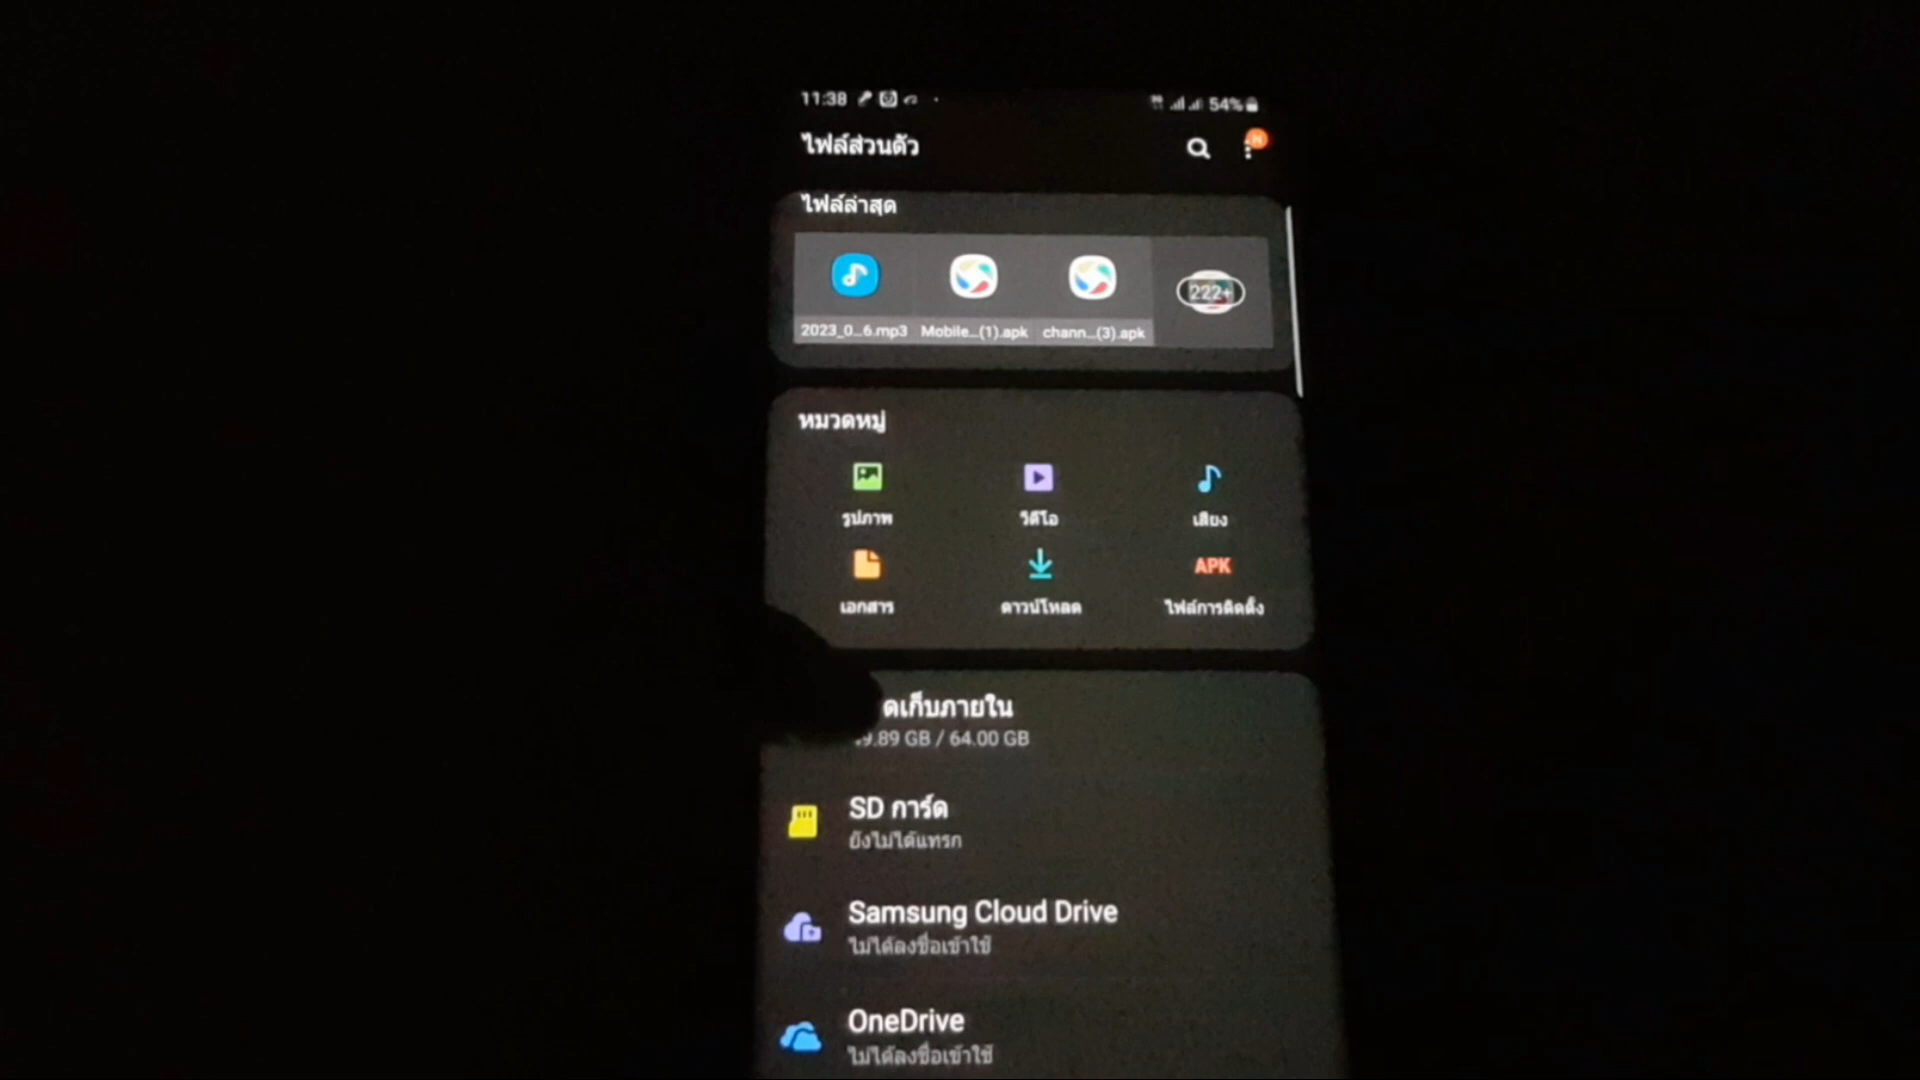 11:38
54%
ไฟล์ส่วนตัว
N
ไฟล์ล่าสุด
222+
2023_0...6.mp3 Mobile...(1).apk chann...(3).apk
หมวดหมู่
รูปภาพ วิดีโอ เสียง
APK
เอกสาร ดาวน์โหลด ไฟล์การติดตั้ง
ดเก็บภายใน
9.89 GB / 64.00 GB
SD การ์ด
ยังไม่ได้แทรก
Samsung Cloud Drive
ไม่ได้ลงชื่อเข้าใช้
OneDrive
ไม่ได้ลงชื่อเข้าใช้